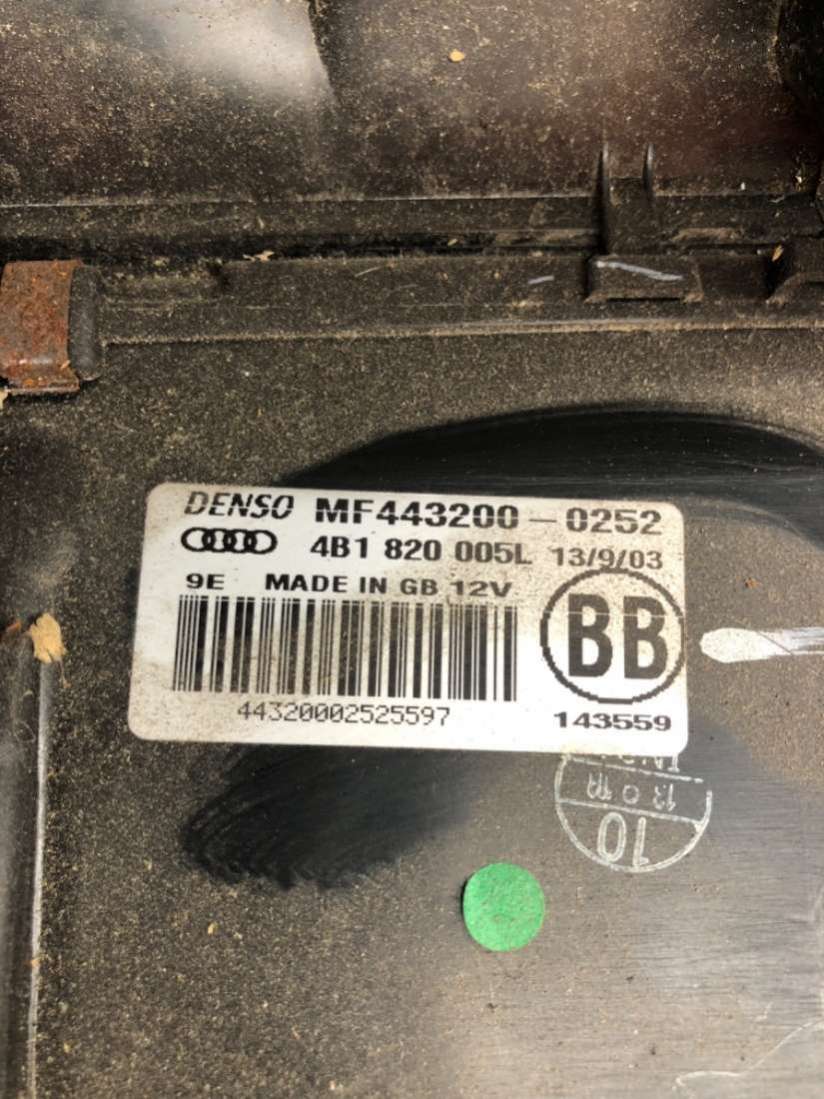 DENSO MF443200-0252
4B1 820 005L 13/9/03
9E MADE IN GB 12V
BB
44320002525597
143559
10